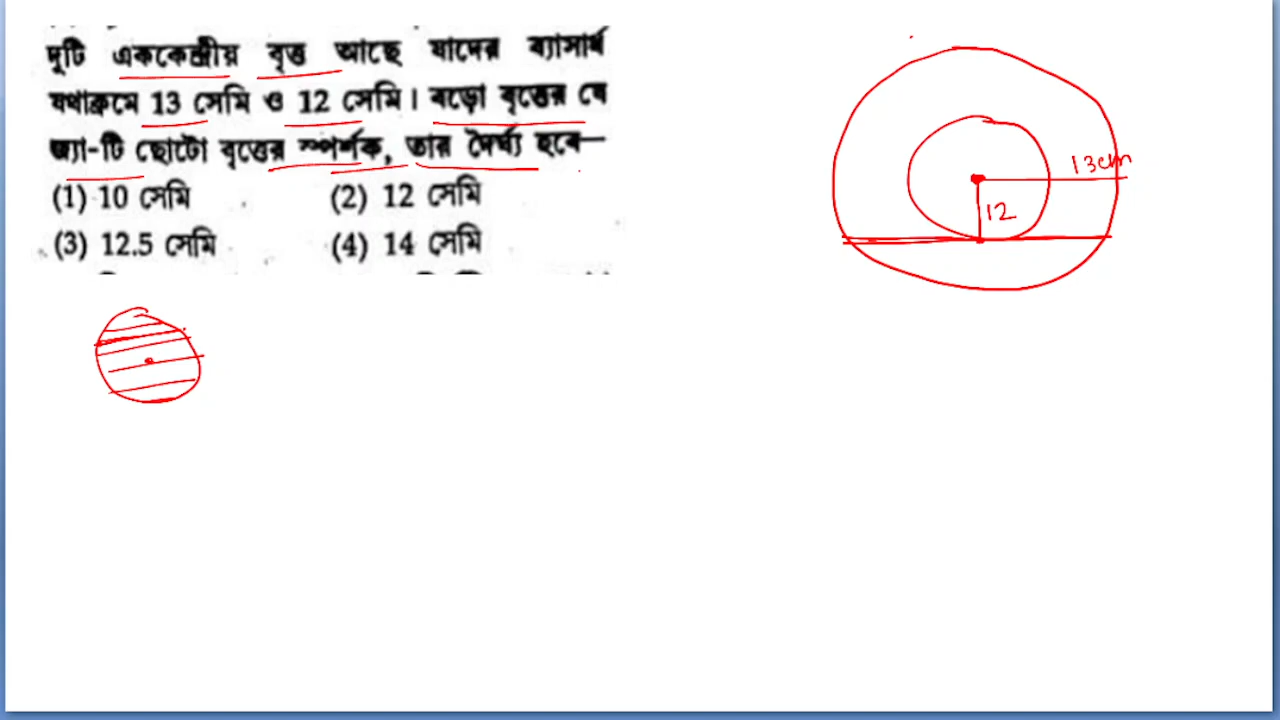 দুটি এককেন্দ্রীয় বৃত্ত আছে যাদের ব্যাসার্ধ
যথাক্রমে 13 সেমি ও 12 সেমি। বড়ো বৃত্তের যে
জ্যা-টি ছোটো বৃত্তের স্পর্শক, তার দৈর্ঘ্য হবে—
(1) 10 সেমি (2) 12 সেমি
(3) 12.5 সেমি (4) 14 সেমি
13cm
12